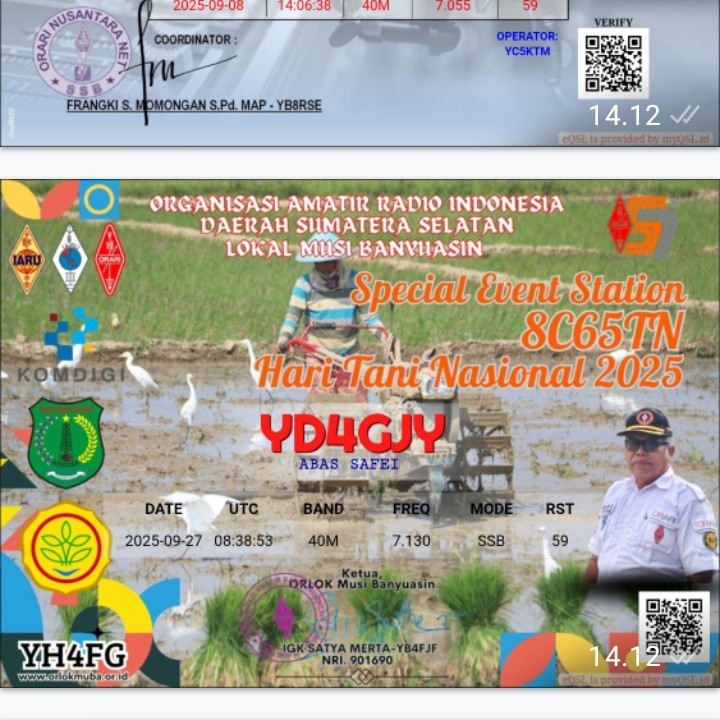 2025-09-08 14:06:38 40M 7.055 59
ORARI NUSANTARA NET
SSB
COORDINATOR :
FRANGKI S. MOMONGAN S.Pd. MAP - YB8RSE
OPERATOR:
YC5KTM
VERIFY
14.12
eQSL is provided by myQSL.id
ORGANISASI AMATIR RADIO INDONESIA
DAERAH SUMATERA SELATAN
LOKAL MUSI BANYUASIN
IARU
ORARI
Special Event Station
8C65TN
Hari Tani Nasional 2025
KOMDIGI
YD4GJY
ABAS SAFEI
DATE UTC BAND FREQ MODE RST
2025-09-27 08:38:53 40M 7.130 SSB 59
Ketua,
ORLOK Musi Banyuasin
IGK SATYA MERTA-YB4FJF
NRI. 901690
YH4FG
www.orlokmuba.or.id
14.12
eQSL is provided by myQSL.id